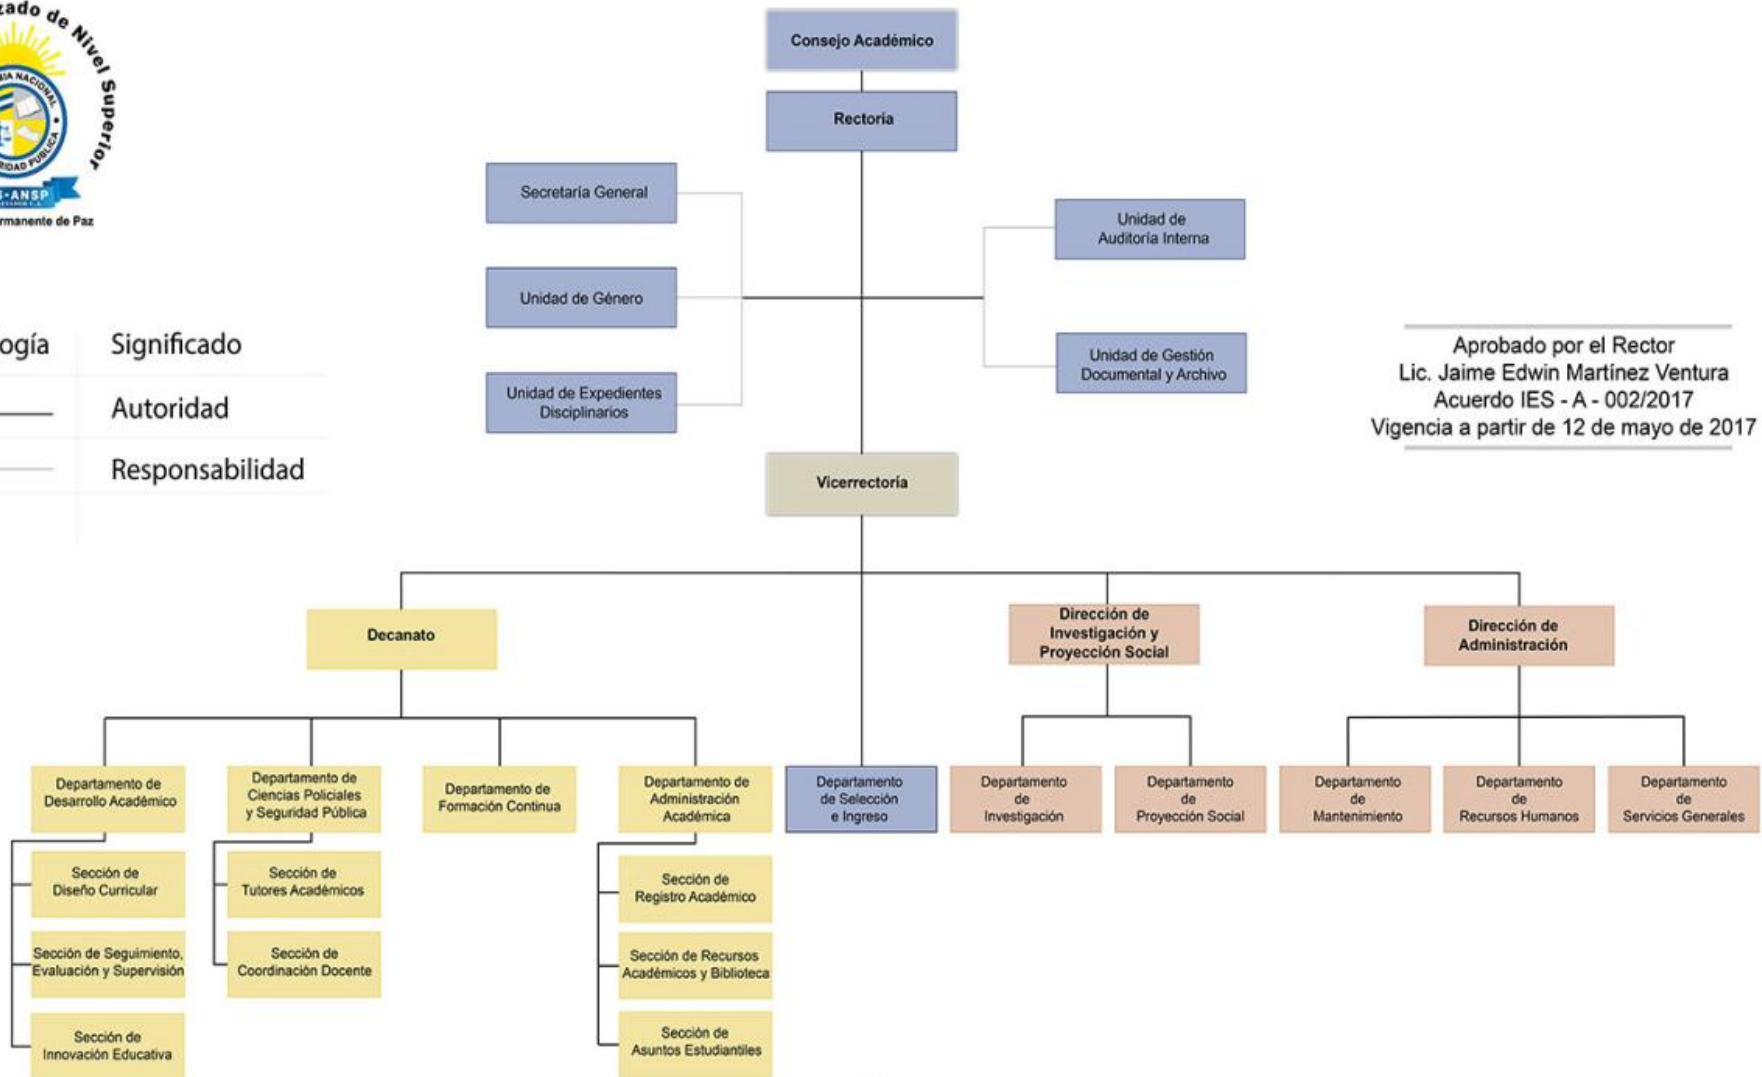 de Nivel Superior
NACIONAL
PUBLICA
ANSP
de Paz
Significado
Autoridad
Responsabilidad
Consejo Académico
Rectoría
Secretaría General
Unidad de Género
Unidad de Expedientes
Disciplinarios
Unidad de
Auditoría Interna
Unidad de Gestión
Documental y Archivo
Aprobado por el Rector
Lic. Jaime Edwin Martínez Ventura
Acuerdo IES - A - 002/2017
Vigencia a partir de 12 de mayo de 2017
Vicerrectoría
Decanato
Dirección de
Investigación y
Proyección Social
Dirección de
Administración
Departamento de
Desarrollo Académico
Departamento de
Ciencias Policiales
y Seguridad Pública
Departamento de
Formación Continua
Departamento de
Administración
Académica
Departamento
de Selección
e Ingreso
Departamento
de
Investigación
Departamento
de
Proyección Social
Departamento
de
Mantenimiento
Departamento
de
Recursos Humanos
Departamento
de
Servicios Generales
Sección de
Diseño Curricular
Sección de Seguimiento,
Evaluación y Supervisión
Sección de
Innovación Educativa
Sección de
Tutores Académicos
Sección de
Coordinación Docente
Sección de
Registro Académico
Sección de Recursos
Académicos y Biblioteca
Sección de
Asuntos Estudiantiles